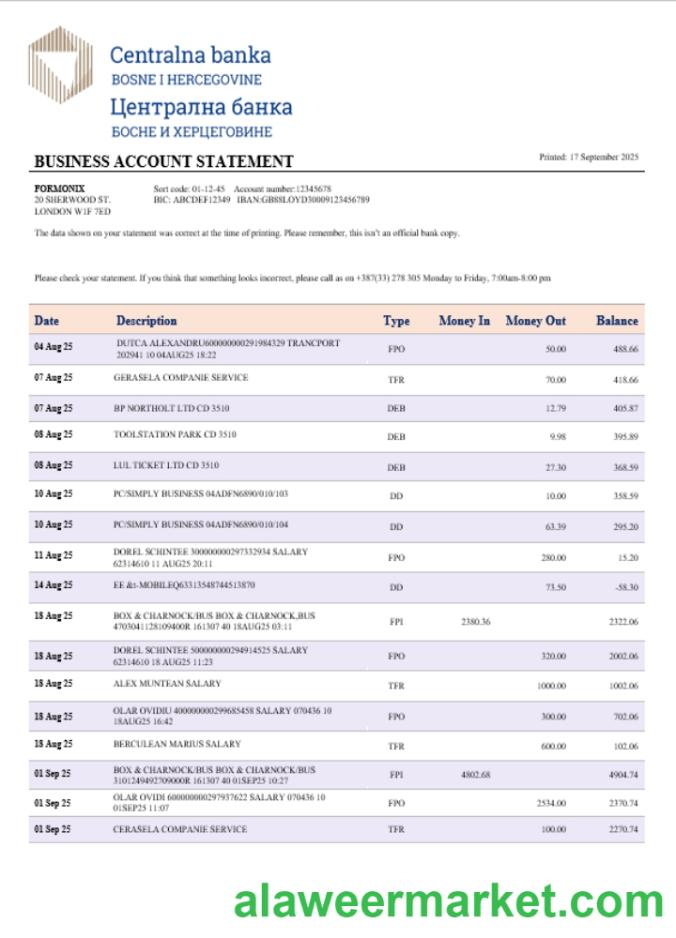 Centralna banka
BOSNE I HERCEGOVINE
Централна банка
БОСНЕ И ХЕРЦЕГОВИНЕ
BUSINESS ACCOUNT STATEMENT
Printed: 17 September 2025
FORMONIX
Sort code: 01-12-45 Account number:12345678
20 SHERWOOD ST.
BIC: ABCDEF12349 IBAN:GB88LOYD30009123456789
LONDON W1F 7ED
The data shown on your statement was correct at the time of printing. Please remember, this isn't an official bank copy.
Please check your statement. If you think that something looks incorrect, please call as on +387(33) 278 305 Monday to Friday, 7:00am-8:00 pm
Date Description Type Money In Money Out Balance
04 Aug 25 DUTCA ALEXANDRU600000000291984329 TRANCPORT
202941 10 04AUG25 18:22 FPO 50.00 488.66
07 Aug 25 GERASELA COMPANIE SERVICE TFR 70.00 418.66
07 Aug 25 BP NORTHOLT LTD CD 3510 DEB 12.79 405.87
08 Aug 25 TOOLSTATION PARK CD 3510 DEB 9.98 395.89
08 Aug 25 LUL TICKET LTD CD 3510 DEB 27.30 368.59
10 Aug 25 PC/SIMPLY BUSINESS 04ADFN6890/010/103 DD 10.00 358.59
10 Aug 25 PC/SIMPLY BUSINESS 04ADFN6890/010/104 DD 63.39 295.20
11 Aug 25 DOREL SCHINTEE 300000000297332934 SALARY
62314610 11 AUG25 20:11 FPO 280.00 15.20
14 Aug 25 EE &t-MOBILEQ63313548744513870 DD 73.50 -58.30
18 Aug 25 BOX & CHARNOCK/BUS BOX & CHARNOCK,BUS
4703041128109400R 161307 40 18AUG25 03:11 FPI 2380.36 2322.06
18 Aug 25 DOREL SCHINTEE 500000000294914525 SALARY
62314610 18 AUG25 11:23 FPO 320.00 2002.06
18 Aug 25 ALEX MUNTEAN SALARY TFR 1000.00 1002.06
18 Aug 25 OLAR OVIDIU 400000000299685458 SALARY 070436 10
18AUG25 16:42 FPO 300.00 702.06
18 Aug 25 BERCULEAN MARIUS SALARY TFR 600.00 102.06
01 Sep 25 BOX & CHARNOCK/BUS BOX & CHARNOCK/BUS
3101249492709000R 161307 40 01SEP25 10:27 FPI 4802.68 4904.74
01 Sep 25 OLAR OVIDI 600000000297937622 SALARY 070436 10
01SEP25 11:07 FPO 2534.00 2370.74
01 Sep 25 CERASELA COMPANIE SERVICE TFR 100.00 2270.74
alaweermarket.com